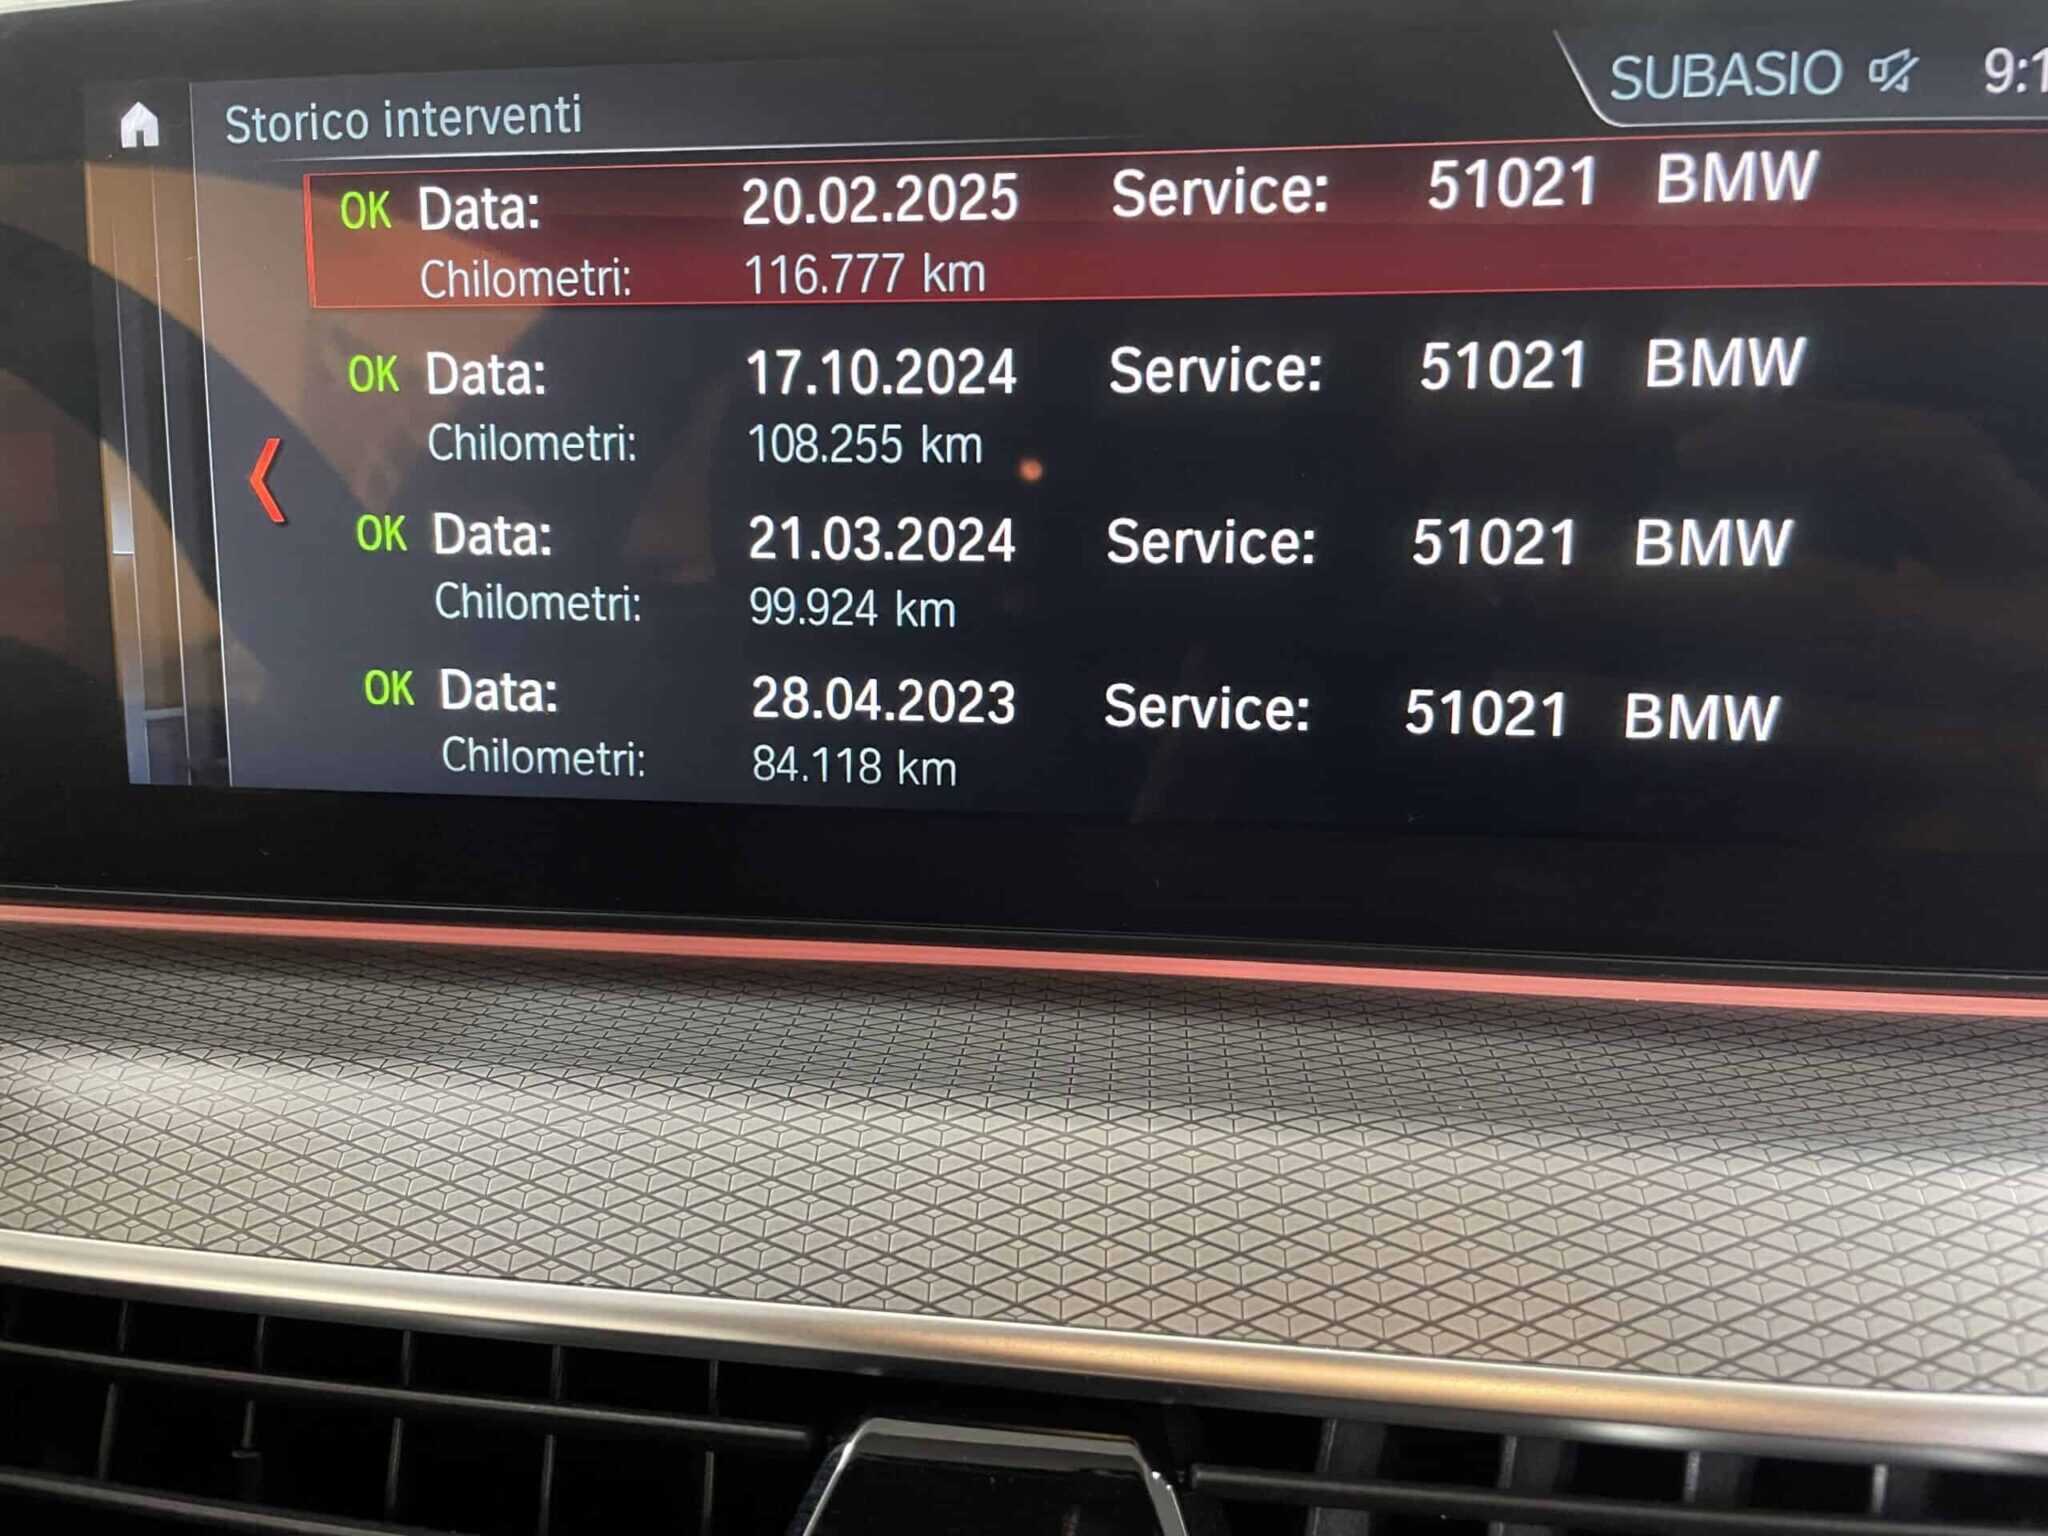 SUBASIO 9:1
Storico interventi
OK Data: 20.02.2025 Service: 51021 BMW
Chilometri: 116.777 km
OK Data: 17.10.2024 Service: 51021 BMW
Chilometri: 108.255 km
OK Data: 21.03.2024 Service: 51021 BMW
Chilometri: 99.924 km
OK Data: 28.04.2023 Service: 51021 BMW
Chilometri: 84.118 km